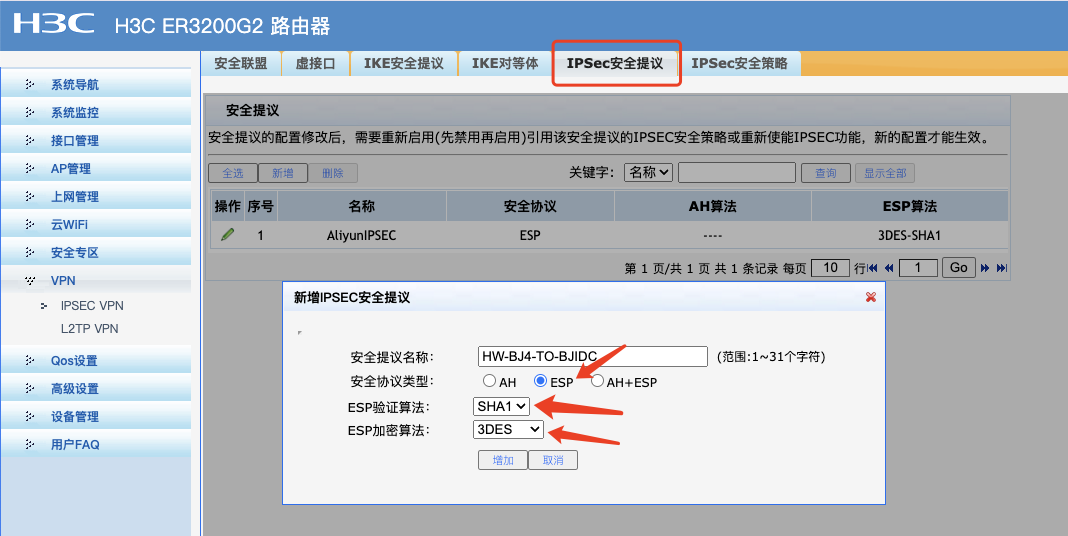 H3C H3C ER3200G2 路由器
安全联盟 虚接口 IKE安全提议 IKE对等体 IPSec安全提议 IPSec安全策略
系统导航
系统监控
接口管理
AP管理
上网管理
云WiFi
安全专区
VPN
IPSEC VPN
L2TP VPN
Qos设置
高级设置
设备管理
用户FAQ
安全提议
安全提议的配置修改后，需要重新启用(先禁用再启用)引用该安全提议的IPSEC安全策略或重新使能IPSEC功能，新的配置才能生效。
全选 新增 删除 关键字： 名称 查询 显示全部
操作 序号 名称 安全协议 AH算法 ESP算法
1 AliyunIPSEC ESP ---- 3DES-SHA1
第 1 页/共 1 页 共 1 条记录 每页 10 行 1 Go
新增IPSEC安全提议
安全提议名称： HW-BJ4-TO-BJIDC (范围:1~31个字符)
安全协议类型： AH ESP AH+ESP
ESP验证算法： SHA1
ESP加密算法： 3DES
增加 取消